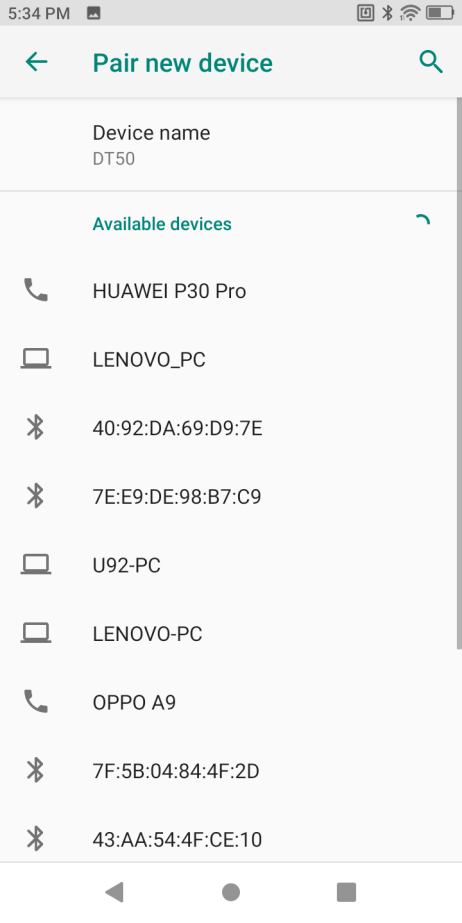 5:34 PM
Pair new device
Device name
DT50
Available devices
HUAWEI P30 Pro
LENOVO_PC
40:92:DA:69:D9:7E
7E:E9:DE:98:B7:C9
U92-PC
LENOVO-PC
OPPO A9
7F:5B:04:84:4F:2D
43:AA:54:4F:CE:10